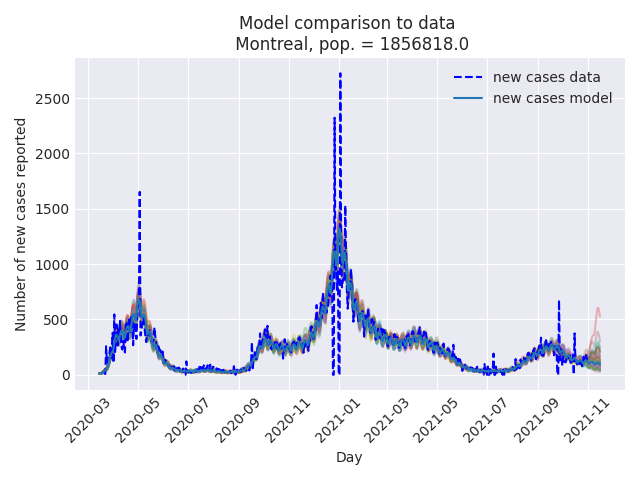 Model comparison to data
Montreal, pop. = 1856818.0
new cases data
new cases model
Number of new cases reported
2500
2000
1500
1000
500
0
2020-03
2020-05
2020-07
2020-09
2020-11
2021-01
2021-03
2021-05
2021-07
2021-09
2021-11
Day